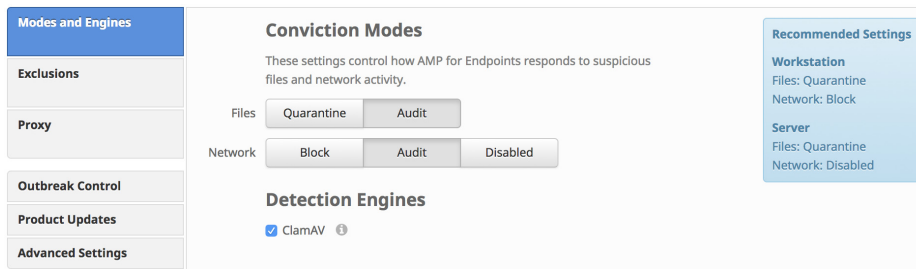 Modes and Engines
Exclusions
Proxy
Outbreak Control
Product Updates
Advanced Settings
Conviction Modes
These settings control how AMP for Endpoints responds to suspicious
files and network activity.
Files Quarantine Audit
Network Block Audit Disabled
Detection Engines
ClamAV
Recommended Settings
Workstation
Files: Quarantine
Network: Block
Server
Files: Quarantine
Network: Disabled